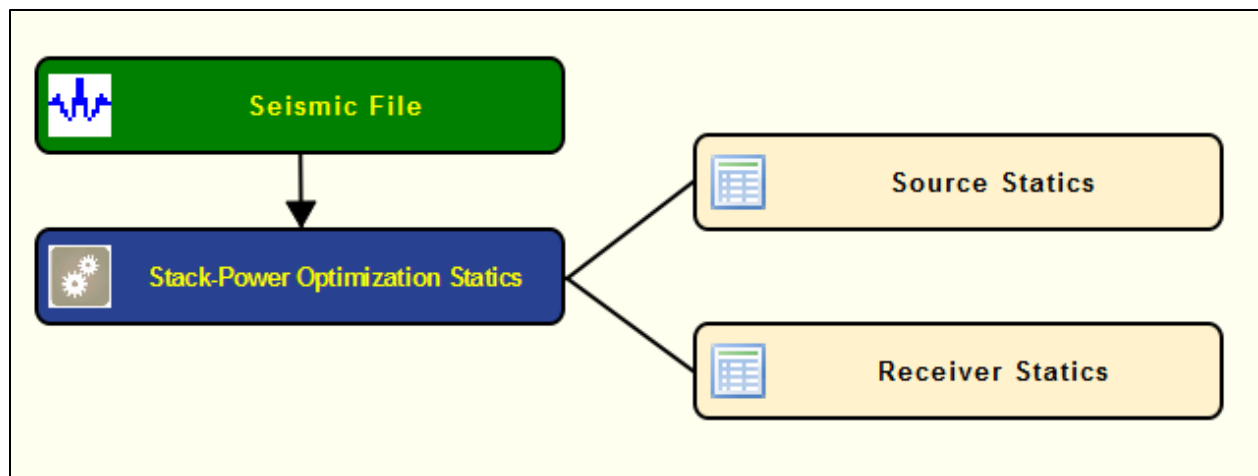 Seismic File
Stack-Power Optimization Statics
Source Statics
Receiver Statics